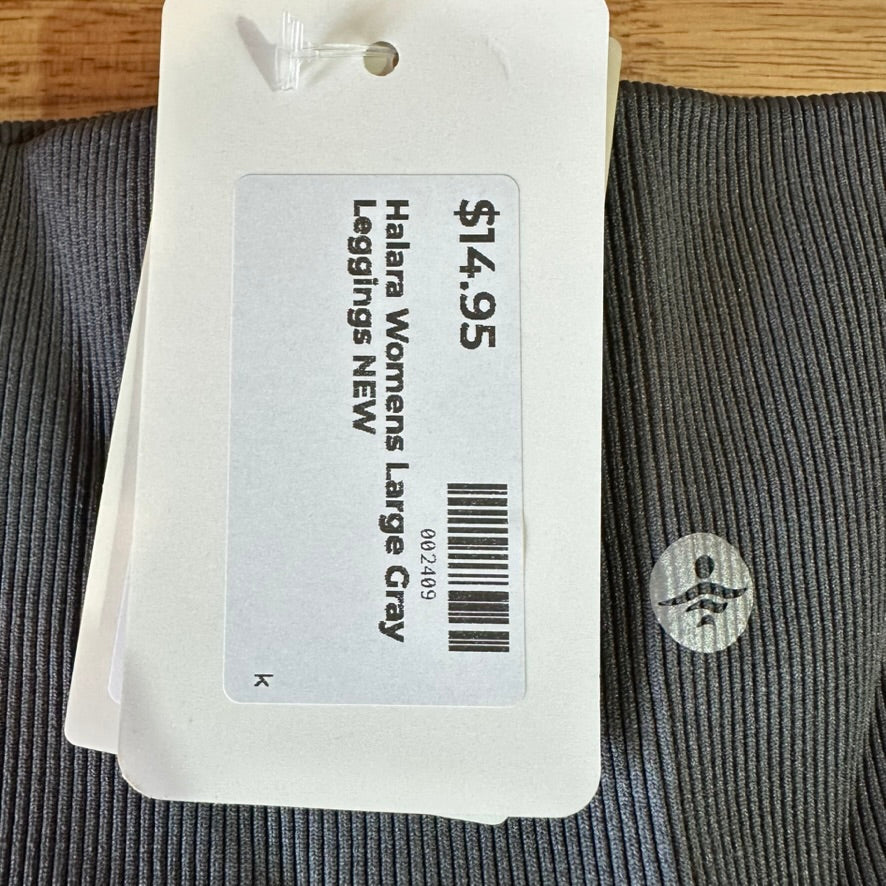 $14.95
002409
Halara Womens Large Gray
Leggings NEW
k